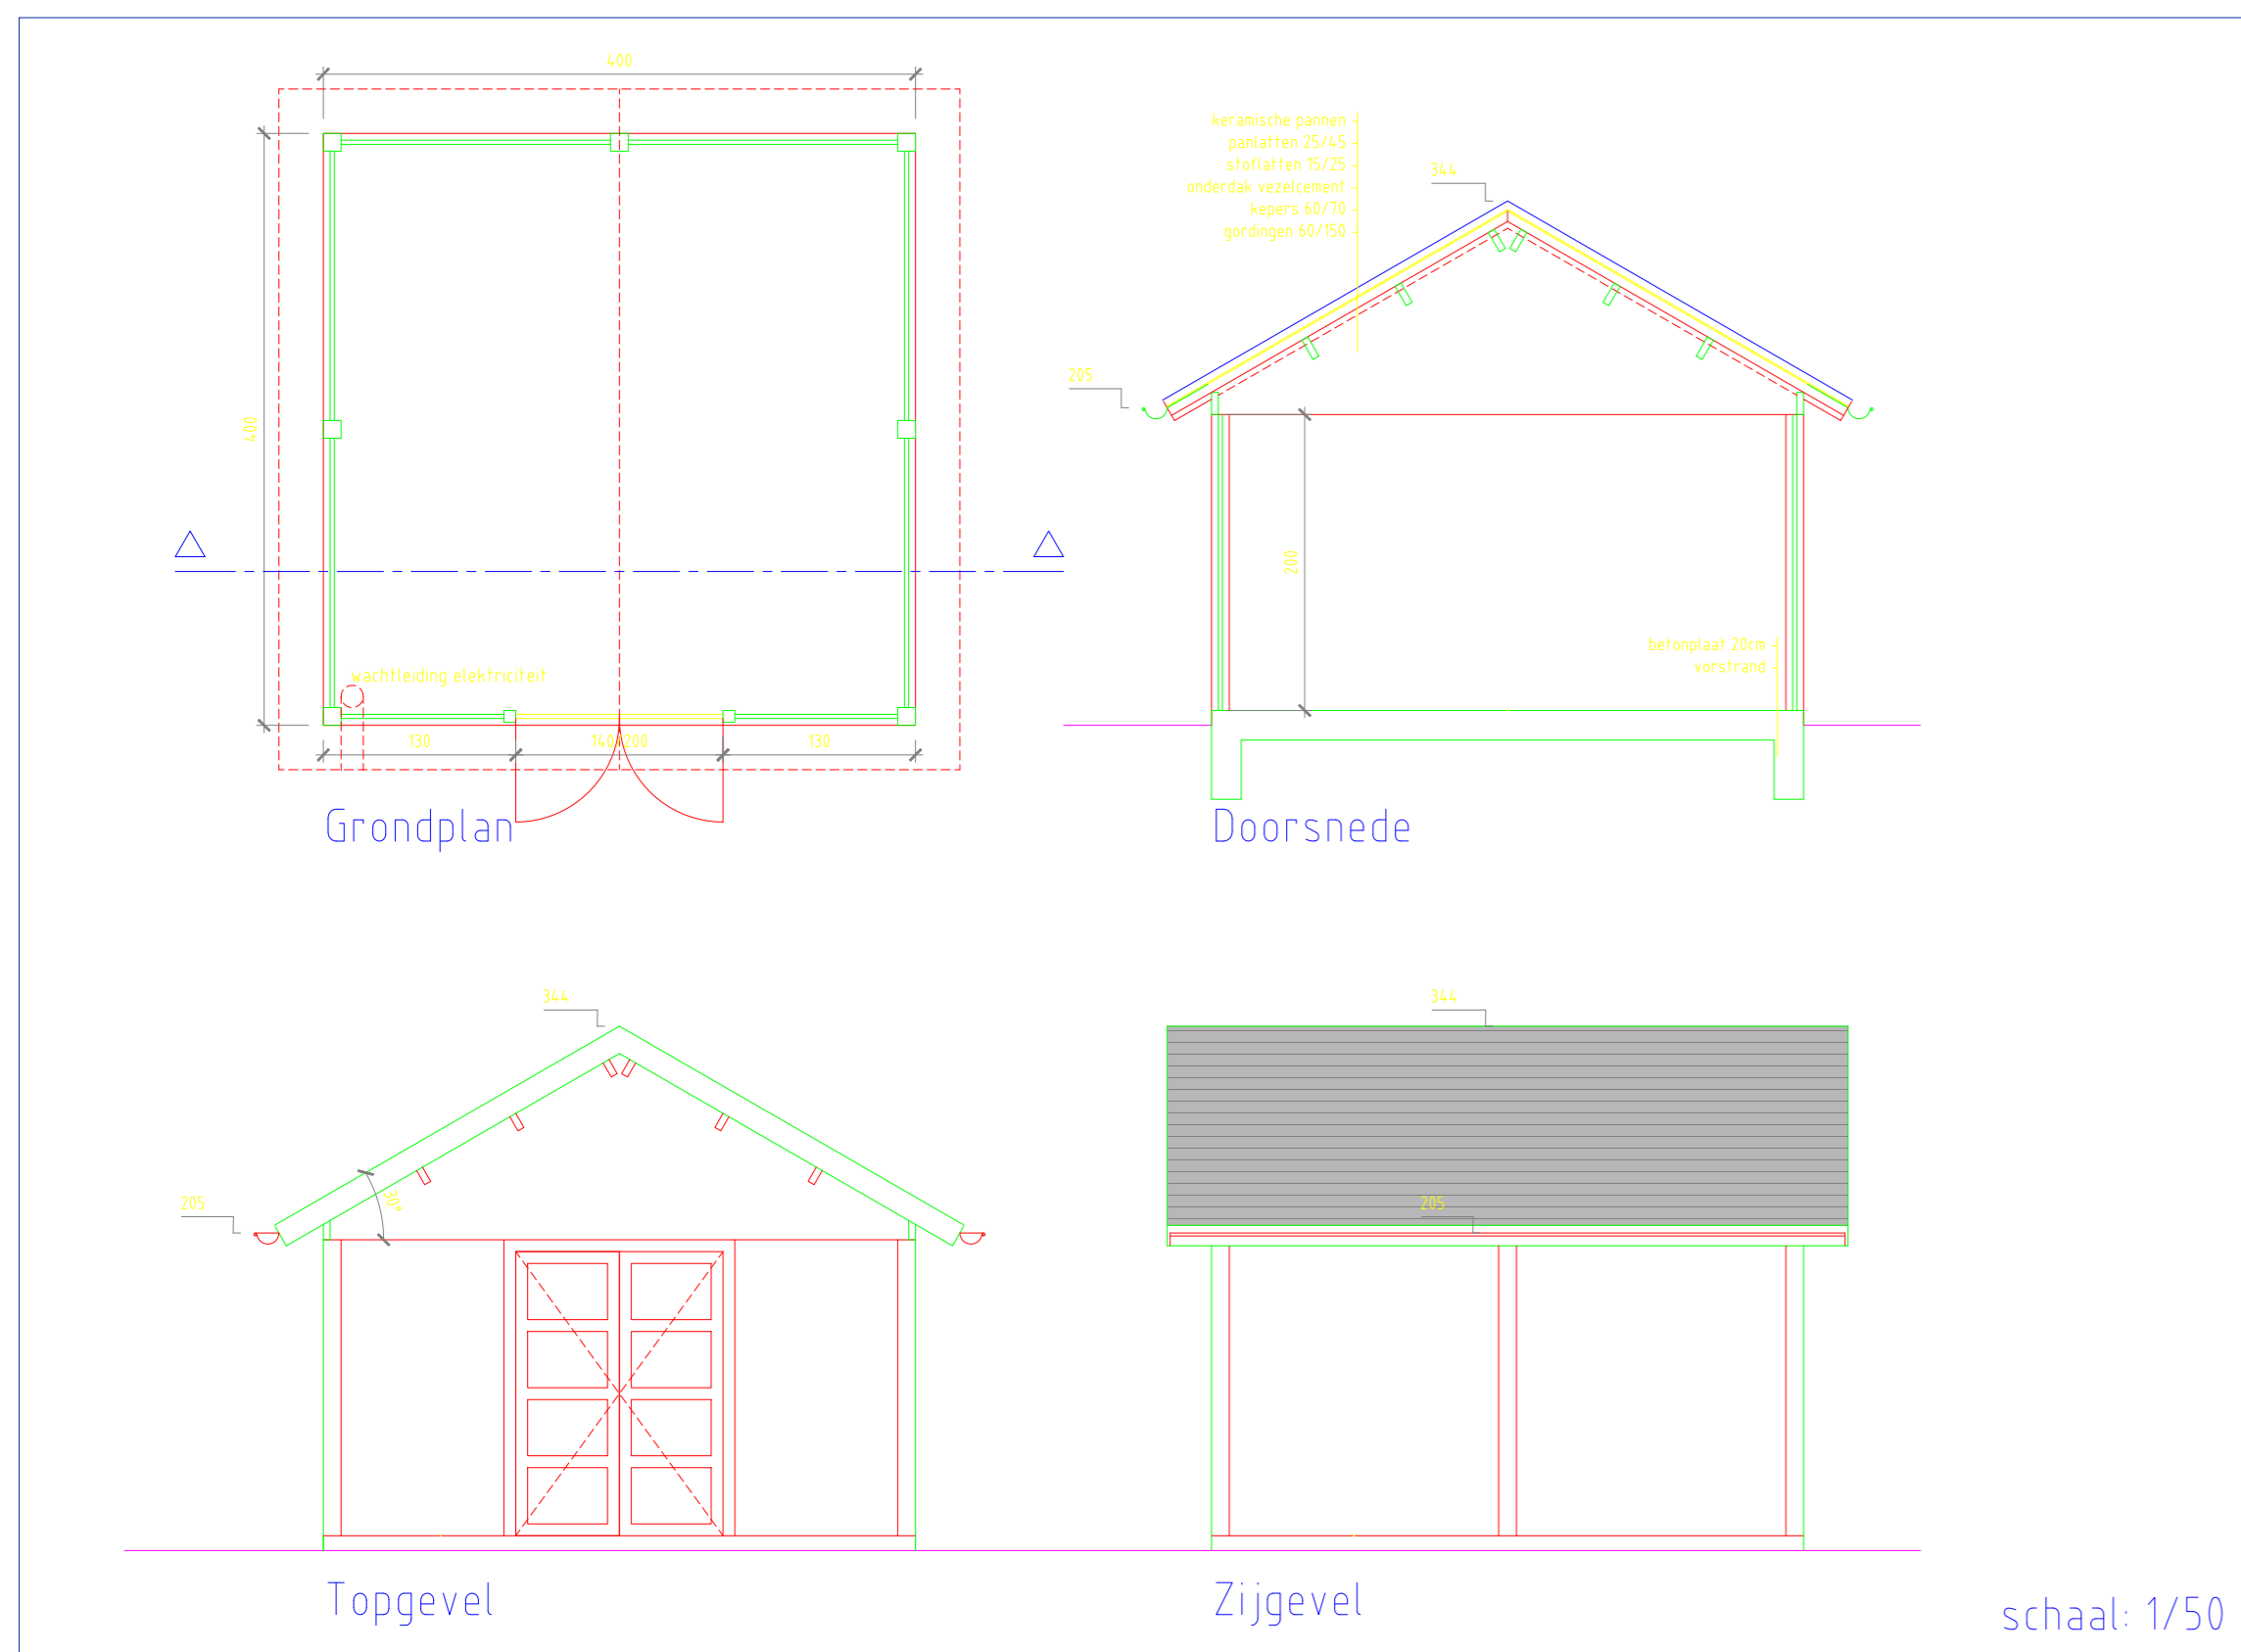 400
400
wachtleiding elektriciteit
130
140/200
130
Grondplan
keramische pannen
panlatten 25/45
stoflatten 15/25
onderdak vezelcement
kepers 60/70
gordingen 60/150
344
205
200
betonplaat 20cm
vorstrand
Doorsnede
344
205
30°
Topgevel
344
205
Zijgevel
schaal: 1/50